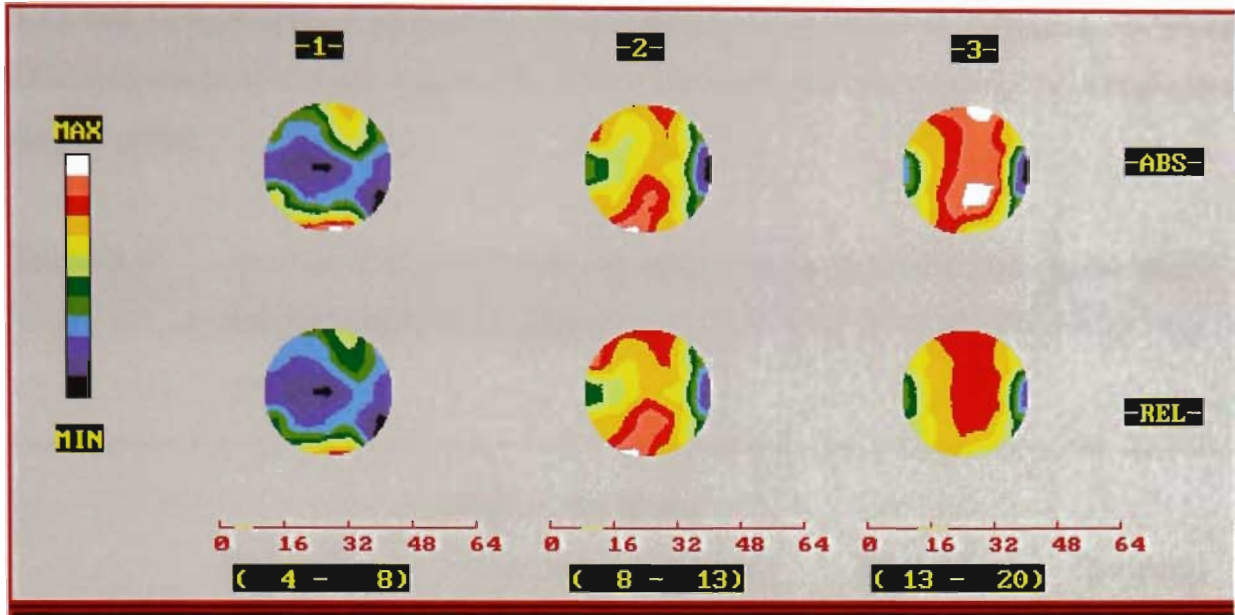 -1- -2- -3-
MAX
-ABS-
-REL-
MIN
0 16 32 48 64 0 16 32 48 64 0 16 32 48 64
( 4 - 8) ( 8 - 13) ( 13 - 20)